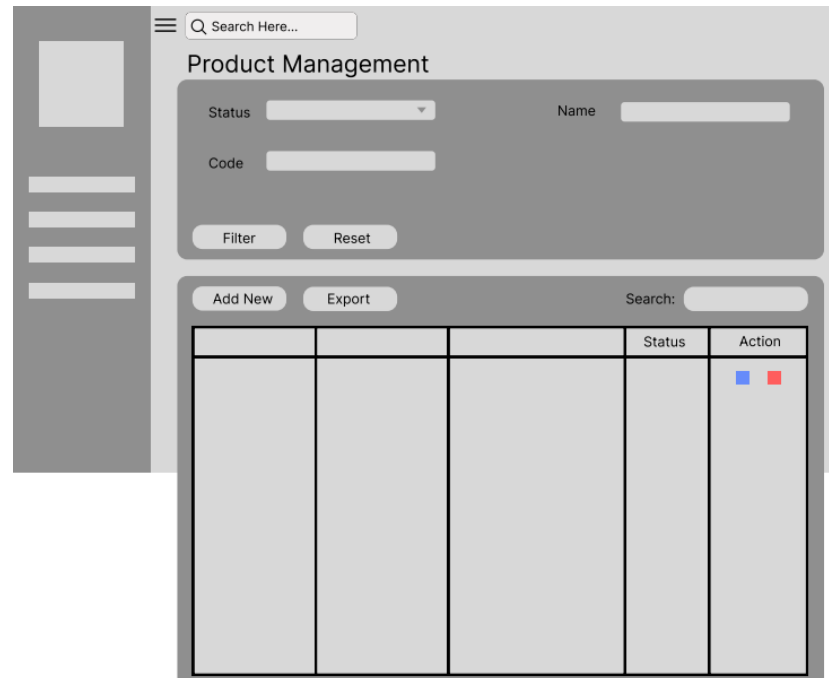 Search Here...
Product Management
Status
Name
Code
Filter
Reset
Add New
Export
Search:
Status
Action